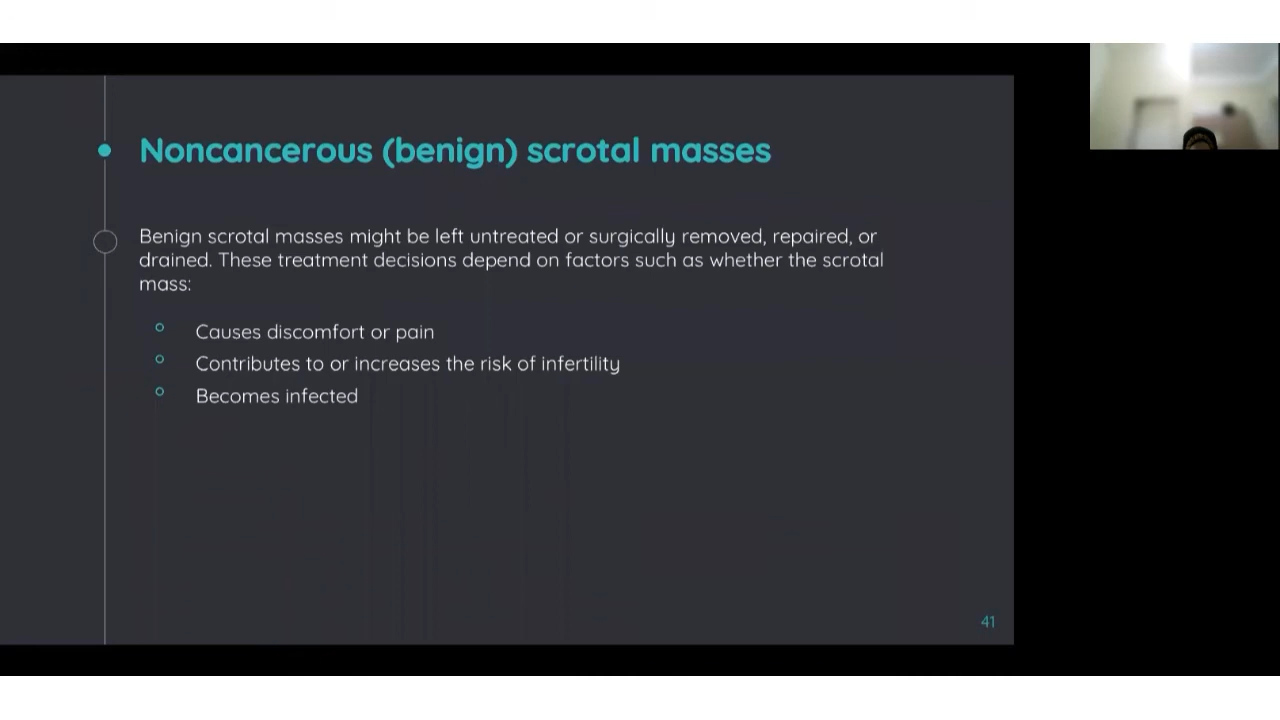 Noncancerous (benign) scrotal masses
Benign scrotal masses might be left untreated or surgically removed, repaired, or
drained. These treatment decisions depend on factors such as whether the scrotal
mass:
Causes discomfort or pain
Contributes to or increases the risk of infertility
Becomes infected
41